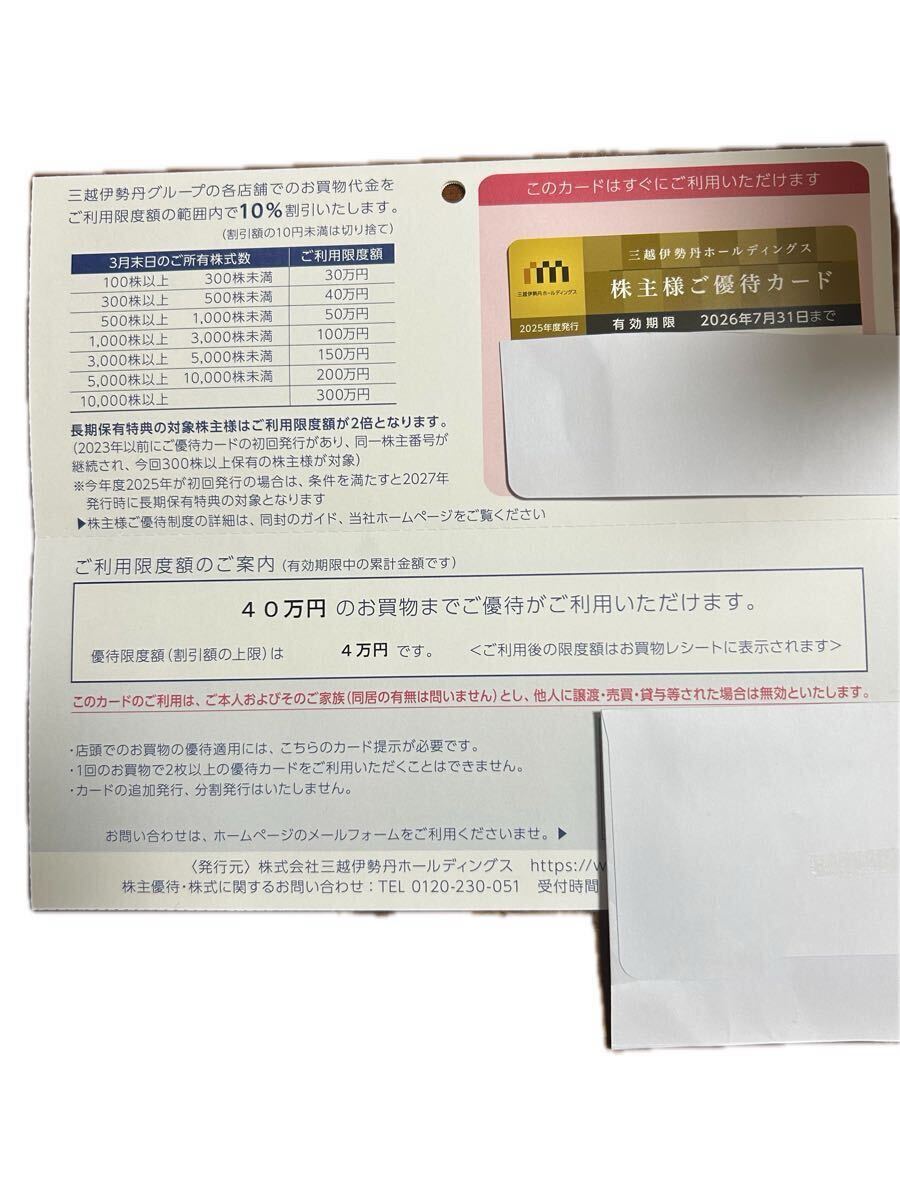 三越伊勢丹グループの各店舗でのお買物代金を
ご利用限度額の範囲内で10%割引いたします。
(割引額の10円未満は切り捨て)
3月末日のご所有株式数 ご利用限度額
100株以上 300株未満 30万円
300株以上 500株未満 40万円
500株以上 1,000株未満 50万円
1,000株以上 3,000株未満 100万円
3,000株以上 5,000株未満 150万円
5,000株以上 10,000株未満 200万円
10,000株以上 300万円
長期保有特典の対象株主様はご利用限度額が2倍となります。
(2023年以前にご優待カードの初回発行があり、同一株主番号が
継続され、今回300株以上保有の株主様が対象)
※今年度2025年が初回発行の場合は、条件を満たすと2027年
発行時に長期保有特典の対象となります
▶株主様ご優待制度の詳細は、同封のガイド、当社ホームページをご覧ください
このカードはすぐにご利用いただけます
三越伊勢丹ホールディングス
三越伊勢丹ホールディングス
株主様ご優待カード
2025年度発行 有効期限 2026年7月31日まで
ご利用限度額のご案内(有効期限中の累計金額です)
40万円のお買物までご優待がご利用いただけます。
優待限度額(割引額の上限)は 4万円 です。 <ご利用後の限度額はお買物レシートに表示されます>
このカードのご利用は、ご本人およびそのご家族(同居の有無は問いません)とし、他人に譲渡・売買・貸与等された場合は無効といたします。
・店頭でのお買物の優待適用には、こちらのカード提示が必要です。
・1回のお買物で2枚以上の優待カードをご利用いただくことはできません。
・カードの追加発行、分割発行はいたしません。
お問い合わせは、ホームページのメールフォームをご利用くださいませ。▶
〈発行元〉株式会社三越伊勢丹ホールディングス https://w
株主優待・株式に関するお問い合わせ:TEL 0120-230-051 受付時間